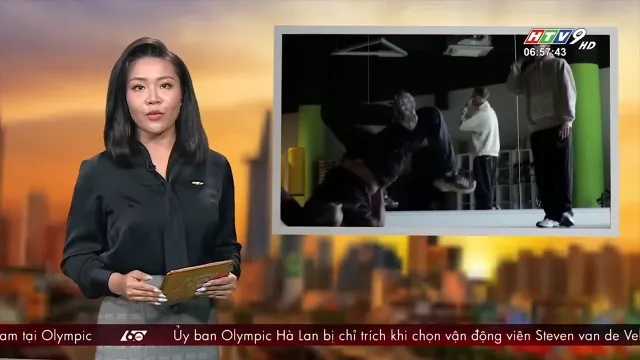 HTV9 HD
06:57:43
am tại Olympic 60 Ủy ban Olympic Hà Lan bị chỉ trích khi chọn vận động viên Steven van de Ve